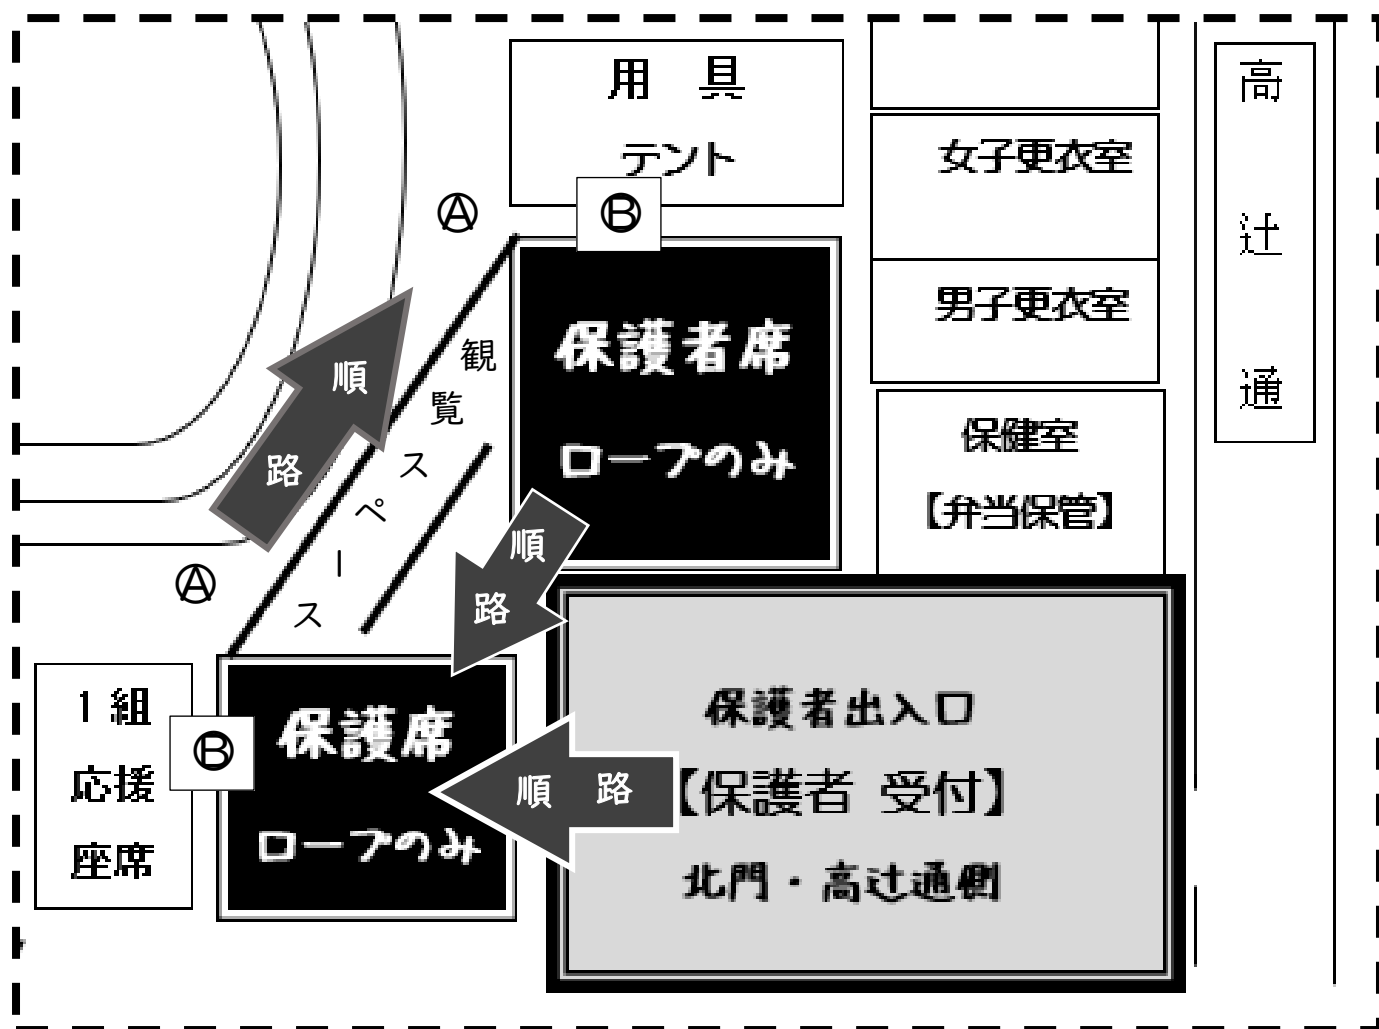 用 具
テント
Ⓑ
Ⓐ
女子更衣室
男子更衣室
保健室
【弁当保管】
高辻通
保護者席
ロープのみ
観覧スペース
順路
順路
Ⓐ
1組
応援
座席
Ⓑ
保護席
ロープのみ
順 路
保護者出入口
【保護者 受付】
北門・高辻通側